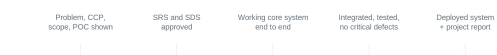 Problem, CCP,
scope, POC shown
SRS and SDS
approved
Working core system
end to end
Integrated, tested,
no critical defects
Deployed system
+ project report